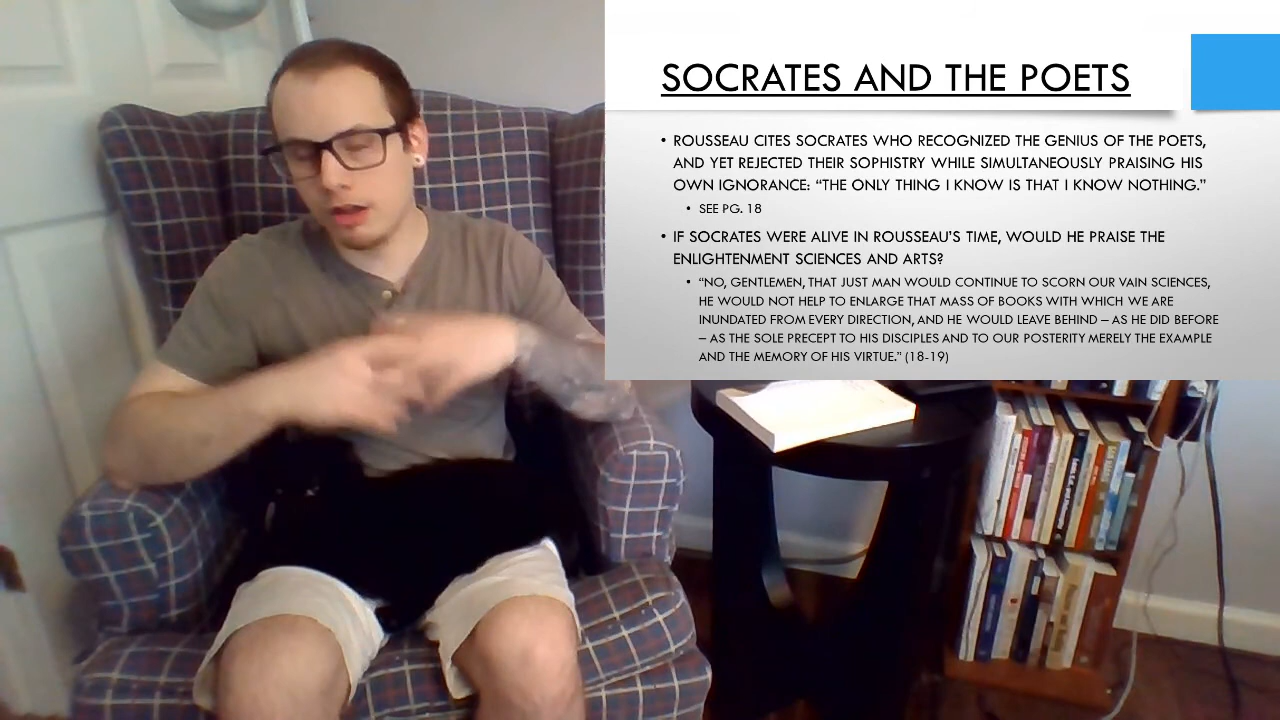 SOCRATES AND THE POETS
• ROUSSEAU CITES SOCRATES WHO RECOGNIZED THE GENIUS OF THE POETS,
AND YET REJECTED THEIR SOPHISTRY WHILE SIMULTANEOUSLY PRAISING HIS
OWN IGNORANCE: “THE ONLY THING I KNOW IS THAT I KNOW NOTHING.”
• SEE PG. 18
• IF SOCRATES WERE ALIVE IN ROUSSEAU’S TIME, WOULD HE PRAISE THE
ENLIGHTENMENT SCIENCES AND ARTS?
• “NO, GENTLEMEN, THAT JUST MAN WOULD CONTINUE TO SCORN OUR VAIN SCIENCES,
HE WOULD NOT HELP TO ENLARGE THAT MASS OF BOOKS WITH WHICH WE ARE
INUNDATED FROM EVERY DIRECTION, AND HE WOULD LEAVE BEHIND – AS HE DID BEFORE
– AS THE SOLE PRECEPT TO HIS DISCIPLES AND TO OUR POSTERITY MERELY THE EXAMPLE
AND THE MEMORY OF HIS VIRTUE.” (18-19)